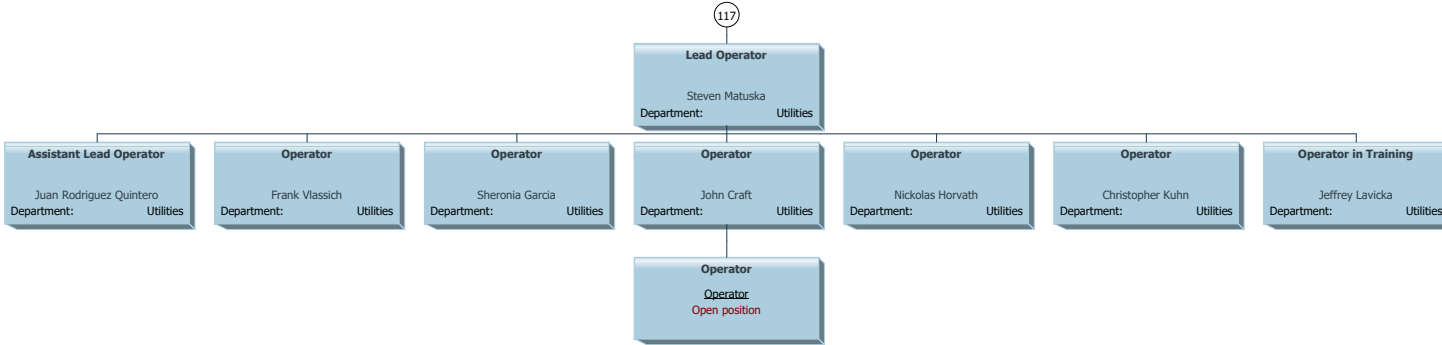 117
Lead Operator
Steven Matuska
Department: Utilities
Assistant Lead Operator
Juan Rodriguez Quintero
Department: Utilities
Operator
Frank Vlassich
Department: Utilities
Operator
Sheronia Garcia
Department: Utilities
Operator
John Craft
Department: Utilities
Operator
Nickolas Horvath
Department: Utilities
Operator
Christopher Kuhn
Department: Utilities
Operator in Training
Jeffrey Lavicka
Department: Utilities
Operator
Operator
Open position